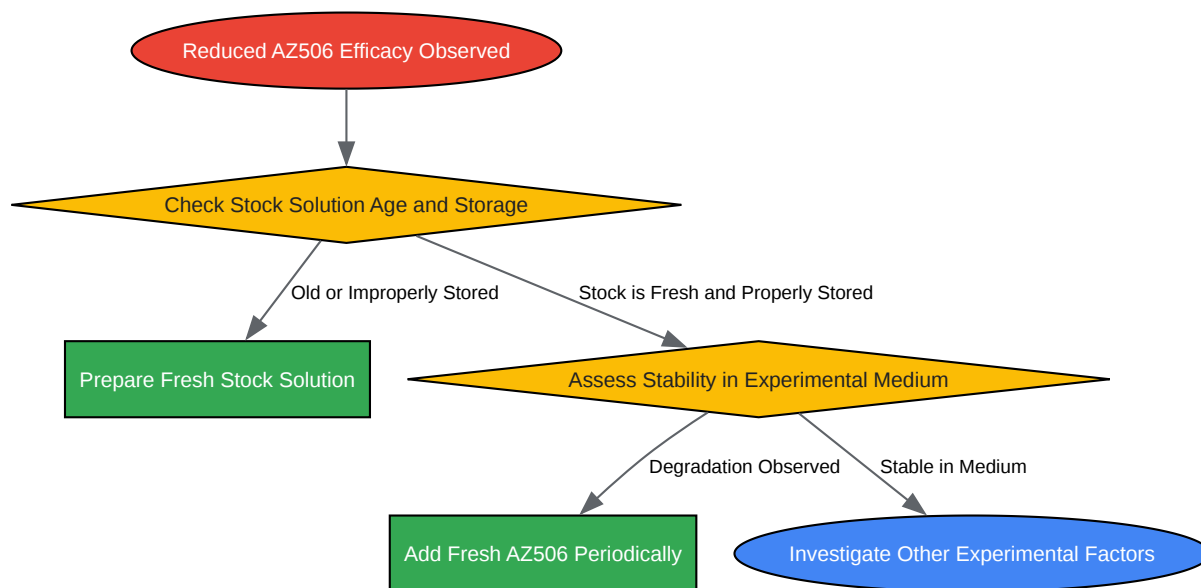 Reduced AZ506 Efficacy Observed
Check Stock Solution Age and Storage
Old or Improperly Stored
Stock is Fresh and Properly Stored
Prepare Fresh Stock Solution
Assess Stability in Experimental Medium
Degradation Observed
Stable in Medium
Add Fresh AZ506 Periodically
Investigate Other Experimental Factors